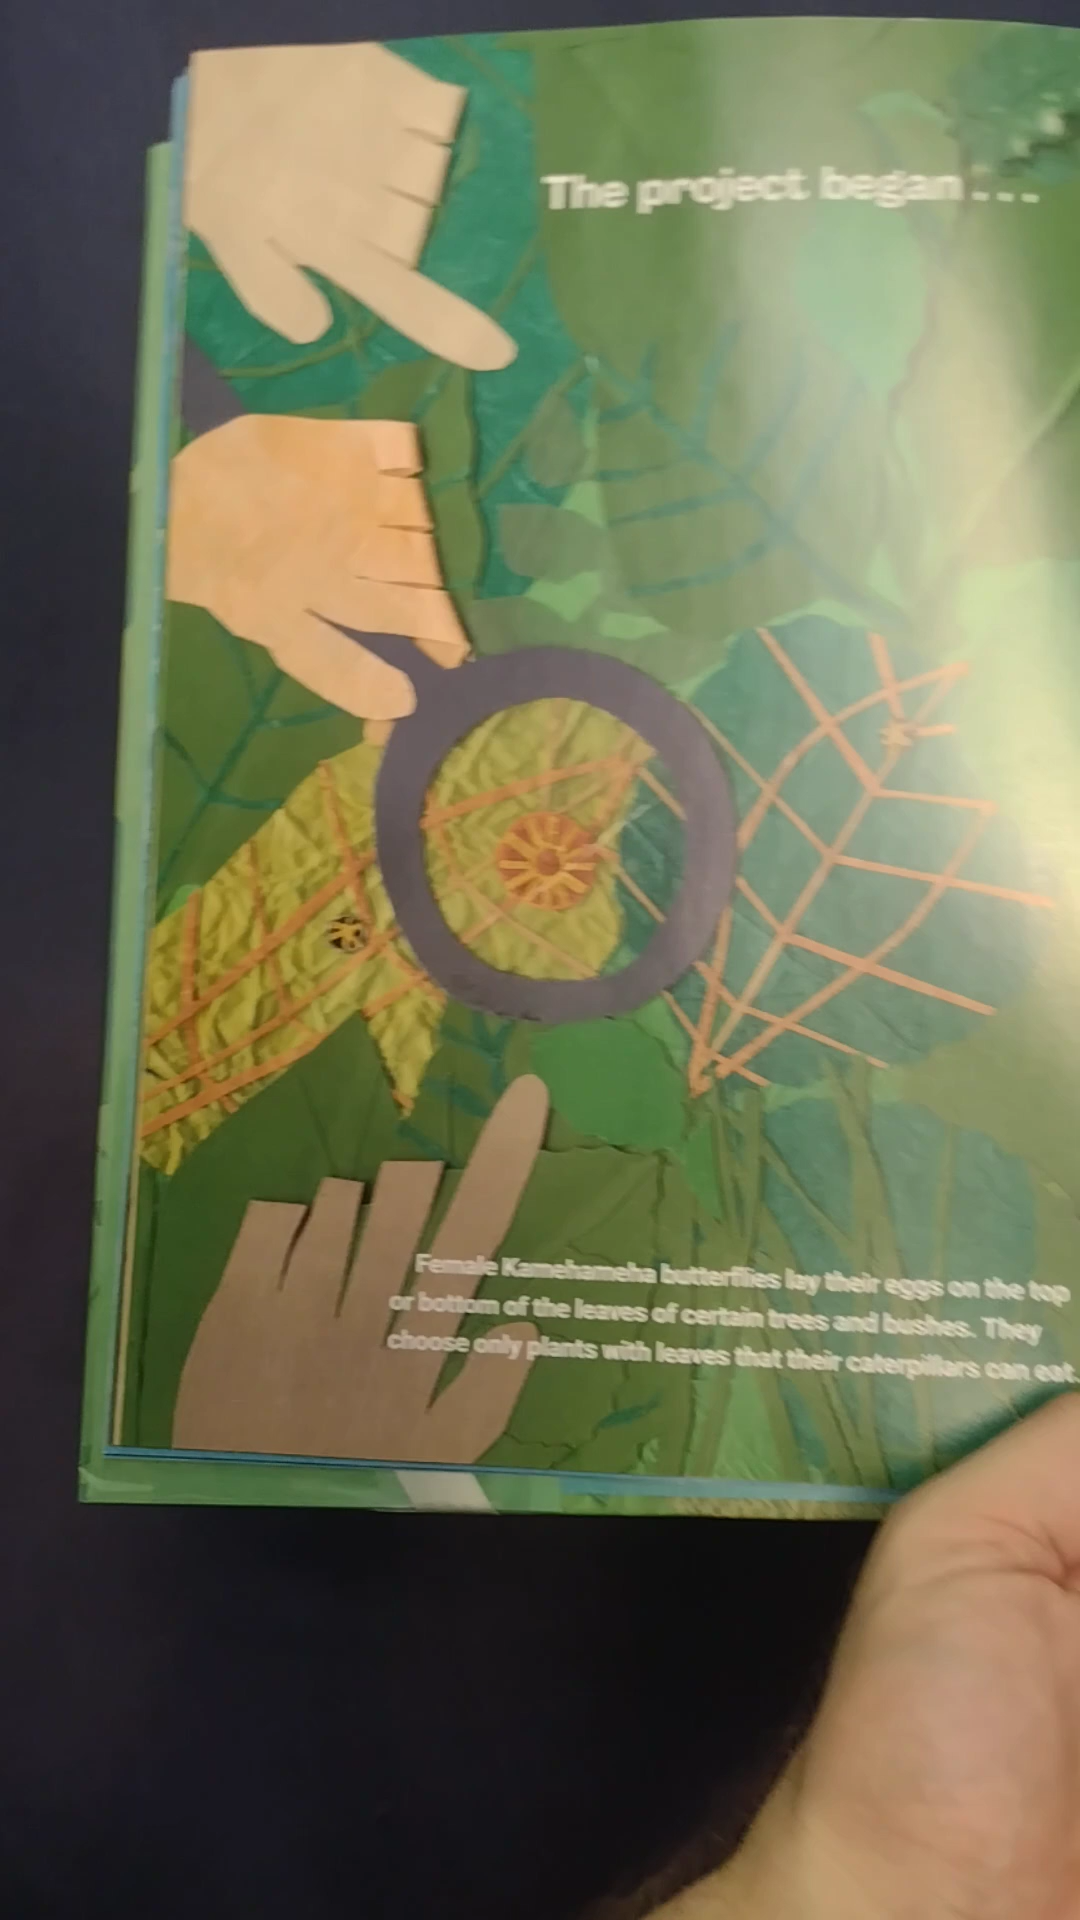 The project began...
Female Kamehameha butterflies lay their eggs on the top
or bottom of the leaves of certain trees and bushes. They
choose only plants with leaves that their caterpillars can eat.